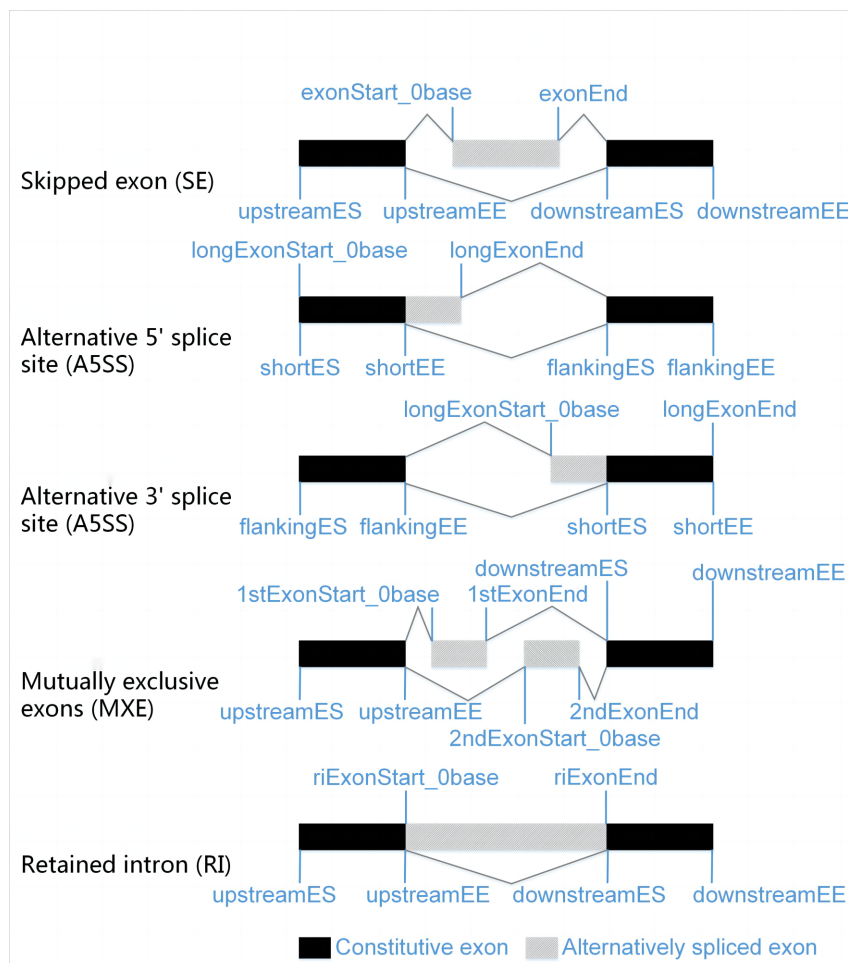 exonStart_0base exonEnd
Skipped exon (SE)
upstreamES upstreamEE downstreamES downstreamEE
longExonStart_0base longExonEnd
Alternative 5' splice
site (A5SS)
shortES shortEE flankingES flankingEE
longExonStart_0base longExonEnd
Alternative 3' splice
site (A5SS)
flankingES flankingEE shortES shortEE
downstreamES downstreamEE
1stExonStart_0base 1stExonEnd
Mutually exclusive
exons (MXE)
upstreamES upstreamEE 2ndExonEnd
2ndExonStart_0base
riExonStart_0base riExonEnd
Retained intron (RI)
upstreamES upstreamEE downstreamES downstreamEE
Constitutive exon Alternatively spliced exon